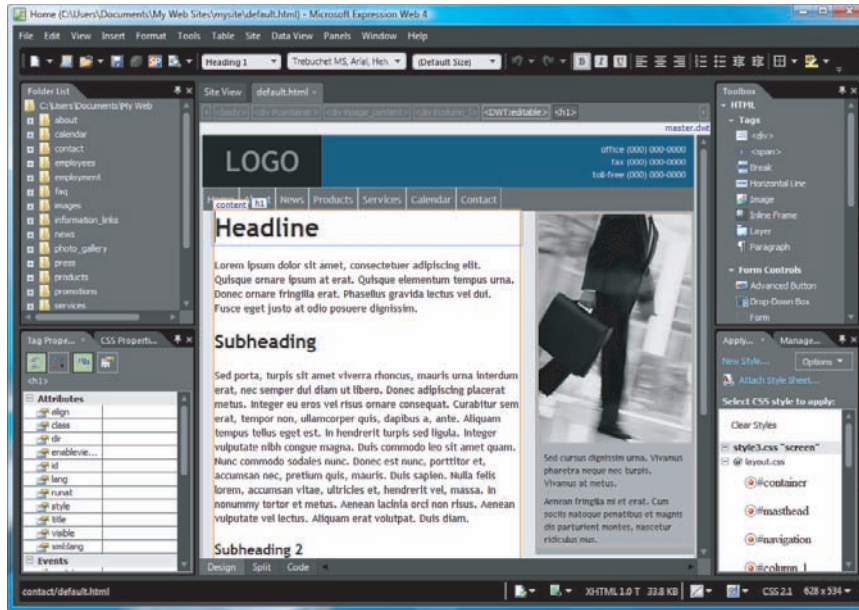 Home (C:\Users\Documents\My Web Sites\mysite\default.html) - Microsoft Expression Web 4
File Edit View Insert Format Tools Table Site Data View Panels Window Help
Heading 1 Trebuchet MS, Arial, Helv (Default Size) B I U
Folder List
C:\Users\Documents\My Web
about
calendar
contact
employees
employment
faq
images
information_links
news
photo_gallery
press
products
promotions
services
Tag Prope... CSS Properti...
<h1>
Attributes
align
class
dir
enablevie...
id
lang
runat
style
title
visible
xml:lang
Events
Site View default.html
<body> <div #container> <div #page_content> <DWT:editable> <h1>
master.dwt
LOGO
office (000) 000-0000
fax (000) 000-0000
toll-free (000) 000-0000
News Products Services Calendar Contact
content h1
Headline
Lorem ipsum dolor sit amet, consectetuer adipiscing elit.
Quisque ornare ipsum at erat. Quisque elementum tempus urna.
Donec ornare fringilla erat. Phasellus gravida lectus vel dui.
Fusce eget justo at odio posuere dignissim.
Subheading
Sed porta, turpis sit amet viverra rhoncus, mauris urna interdum
erat, nec semper dui diam ut libero. Donec adipiscing placerat
metus. Integer eu eros vel risus ornare consequat. Curabitur sem
erat, tempor non, ullamcorper quis, dapibus a, ante. Aliquam
tempus tellus eget est. In hendrerit turpis sed ligula. Integer
vulputate nibh congue magna. Duis commodo leo sit amet quam.
Nunc commodo sodales nunc. Donec est nunc, porttitor et,
accumsan nec, pretium quis, mauris. Duis sapien. Nulla felis
lorem, accumsan vitae, ultricies et, hendrerit vel, massa. In
nonummy tortor et metus. Aenean lacinia orci non risus. Aenean
vulputate vel lectus. Aliquam erat volutpat. Duis diam.
Subheading 2
Sed cursus dignissim urna. Vivamus
pharetra neque nec turpis.
Vivamus at metus.
Aenean fringilla mi et erat. Cum
sociis natoque penatibus et magnis
dis parturient montes, nascetur
ridiculus mus.
Design Split Code
Toolbox
HTML
Tags
<div>
<span>
Break
Horizontal Line
Image
Inline Frame
Layer
Paragraph
Form Controls
Advanced Button
Drop-Down Box
Form
Apply... Manage...
New Style... Options
Attach Style Sheet...
Select CSS style to apply:
Clear Styles
style3.css "screen"
@ layout.css
#container
#masthead
#navigation
#column_l
contact/default.html
XHTML 1.0 T 33.8 KB CSS 2.1 628 x 534